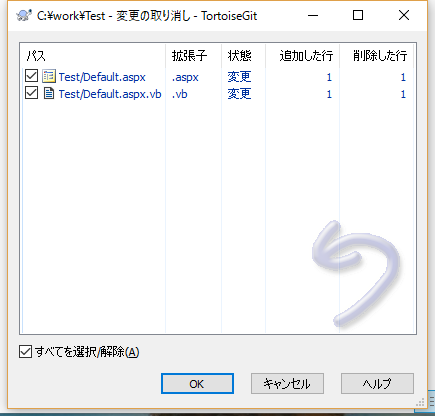 C:¥work¥Test - 変更の取り消し - TortoiseGit
パス 拡張子 状態 追加した行 削除した行
Test/Default.aspx .aspx 変更 1 1
Test/Default.aspx.vb .vb 変更 1 1
すべてを選択/解除(A)
OK キャンセル ヘルプ